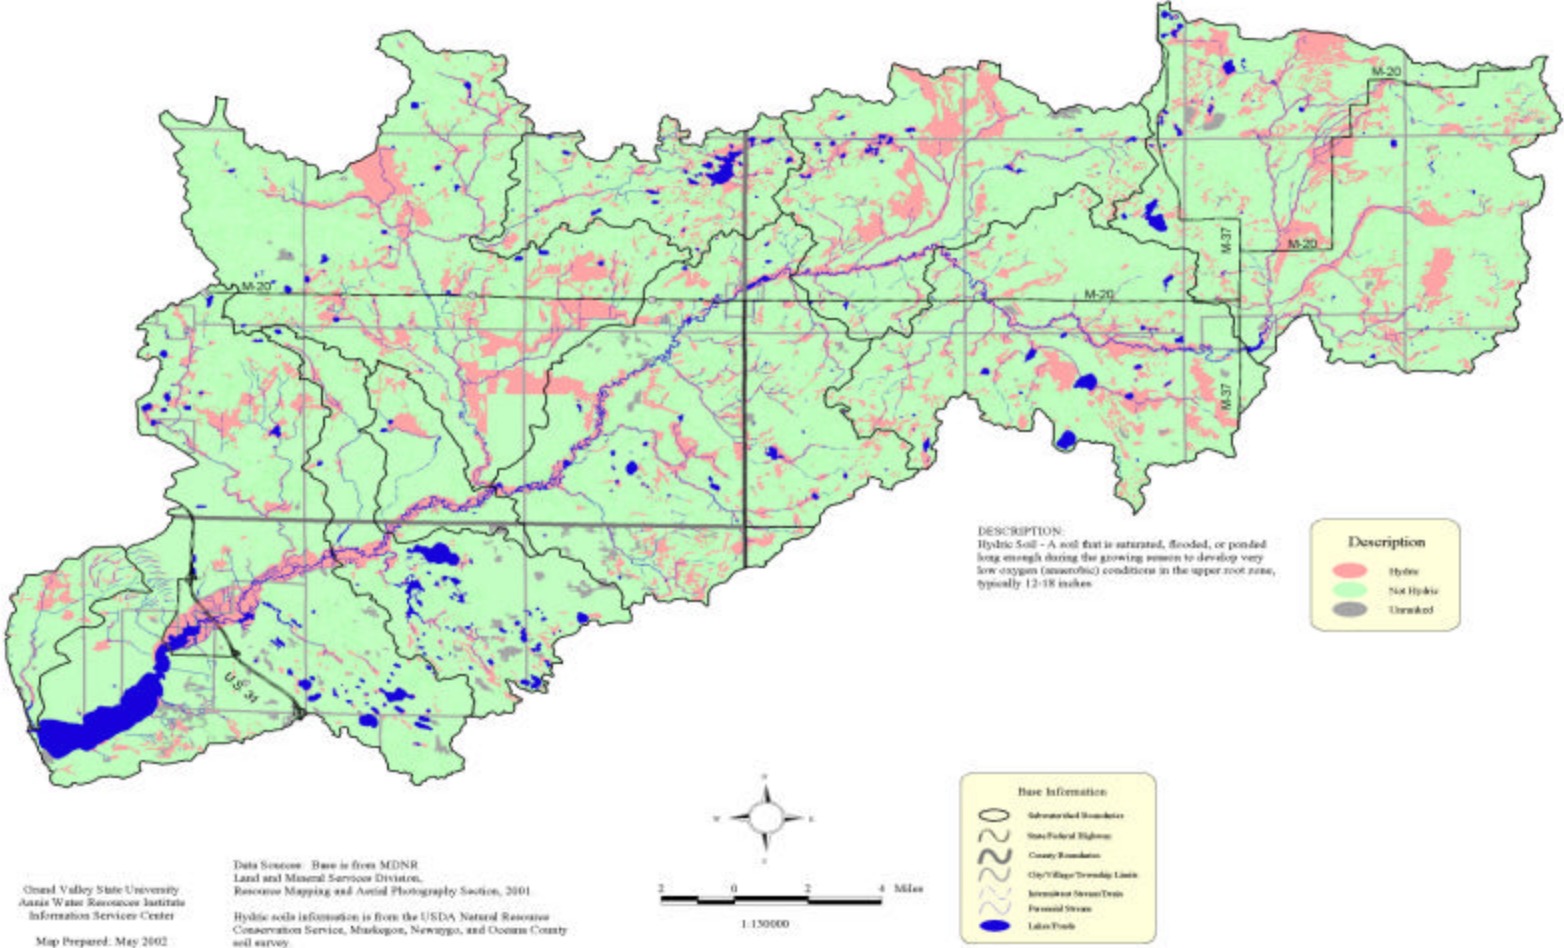 M-20
M-20
M-37
M-20
M-20
M-37
U.S. 31
DESCRIPTION:
Hydric Soil - A soil that is saturated, flooded, or ponded
long enough during the growing season to develop very
low oxygen (anaerobic) conditions in the upper root zone,
typically 12-18 inches
Description
Hydric
Not Hydric
Unranked
Base Information
Subwatershed Boundaries
State/Federal Highway
County Boundaries
City/Village/Township Limits
Intermittent Stream/Drain
Perennial Stream
Lakes/Ponds
W E
2 0 2 4 Miles
1:130000
Data Sources: Base is from MDNR
Land and Mineral Services Division,
Resource Mapping and Aerial Photography Section, 2001
Hydric soils information is from the USDA Natural Resource
Conservation Service, Muskegon, Newaygo, and Oceana County
soil survey.
Grand Valley State University
Annis Water Resources Institute
Information Services Center
Map Prepared: May 2002